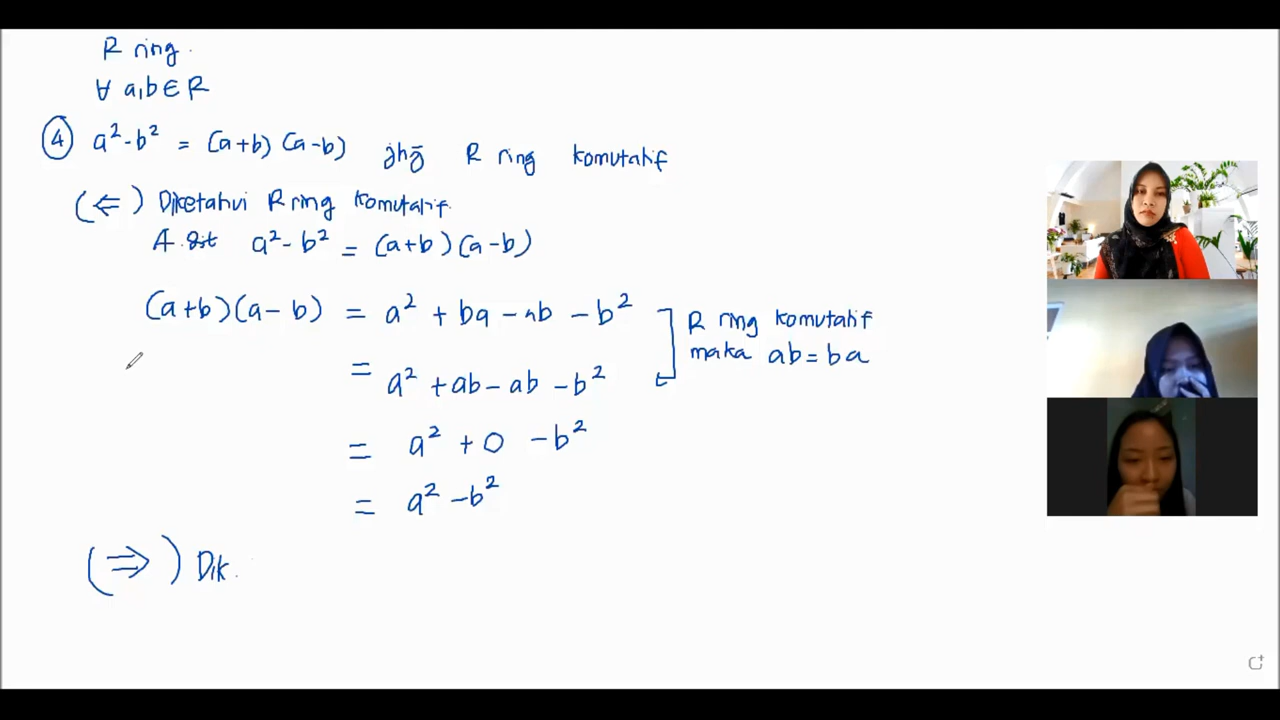 R ring.
∀ a,b ∈ R
④ a² - b² = (a+b) (a-b) jhj R ring komutatif
(⇐) Diketahui R ring komutatif.
A. dit a² - b² = (a+b)(a-b)
(a+b)(a-b) = a² + ba - ab - b²
= a² + ab - ab - b²
R ring komutatif
maka ab = ba
= a² + 0 - b²
= a² - b²
(⇒) Dik.